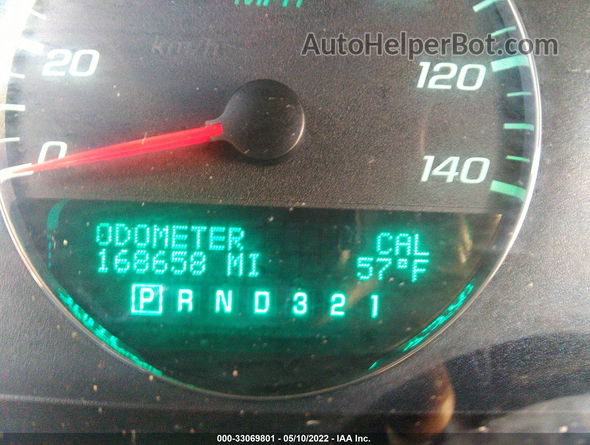 MPH
km/h
AutoHelperBot.com
20
120
0
140
ODOMETER CAL
168658 MI 57°F
P R N D 3 2 1
000-33069801 - 05/10/2022 - IAA Inc.